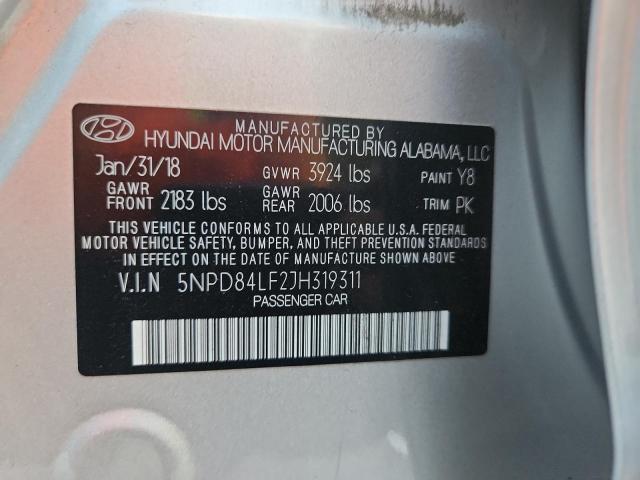 MANUFACTURED BY
HYUNDAI MOTOR MANUFACTURING ALABAMA, LLC
Jan/31/18 GVWR 3924 lbs PAINT Y8
GAWR FRONT 2183 lbs GAWR REAR 2006 lbs TRIM PK
THIS VEHICLE CONFORMS TO ALL APPLICABLE U.S.A. FEDERAL
MOTOR VEHICLE SAFETY, BUMPER, AND THEFT PREVENTION STANDARDS
IN EFFECT ON THE DATE OF MANUFACTURE SHOWN ABOVE.
V.I.N 5NPD84LF2JH319311
PASSENGER CAR